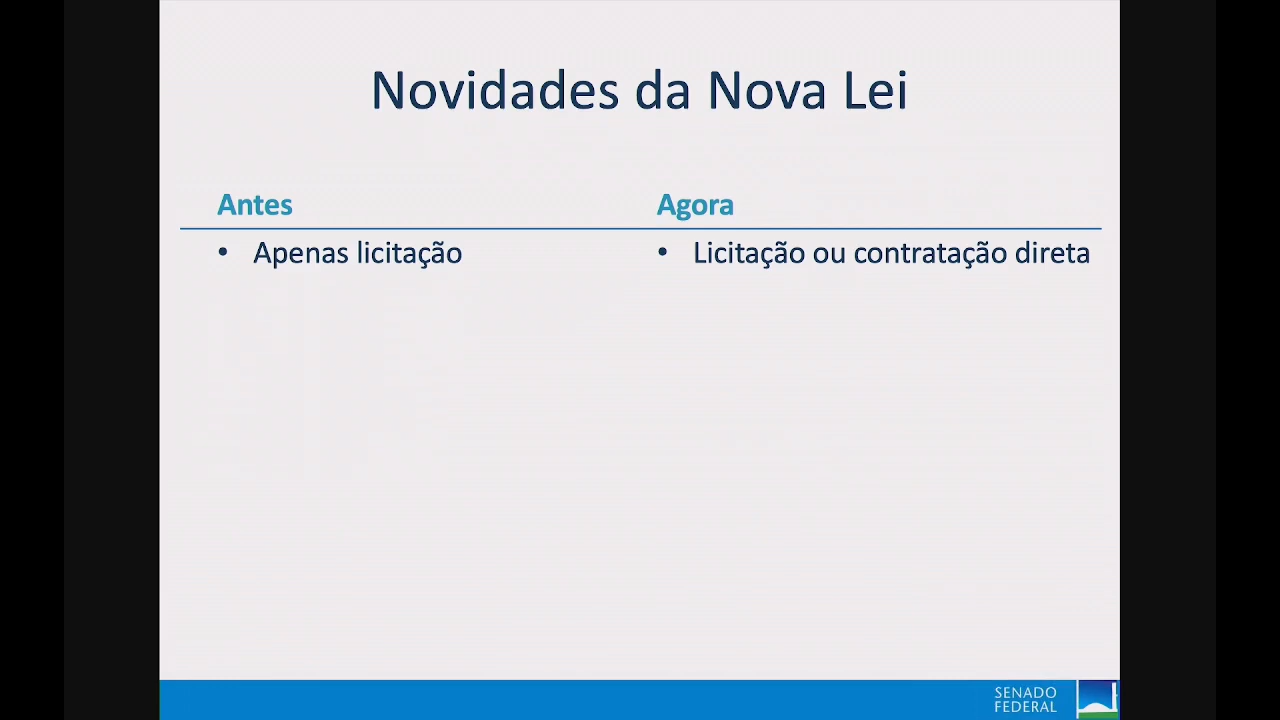 Novidades da Nova Lei
Antes
Agora
• Apenas licitação
• Licitação ou contratação direta
SENADO
FEDERAL